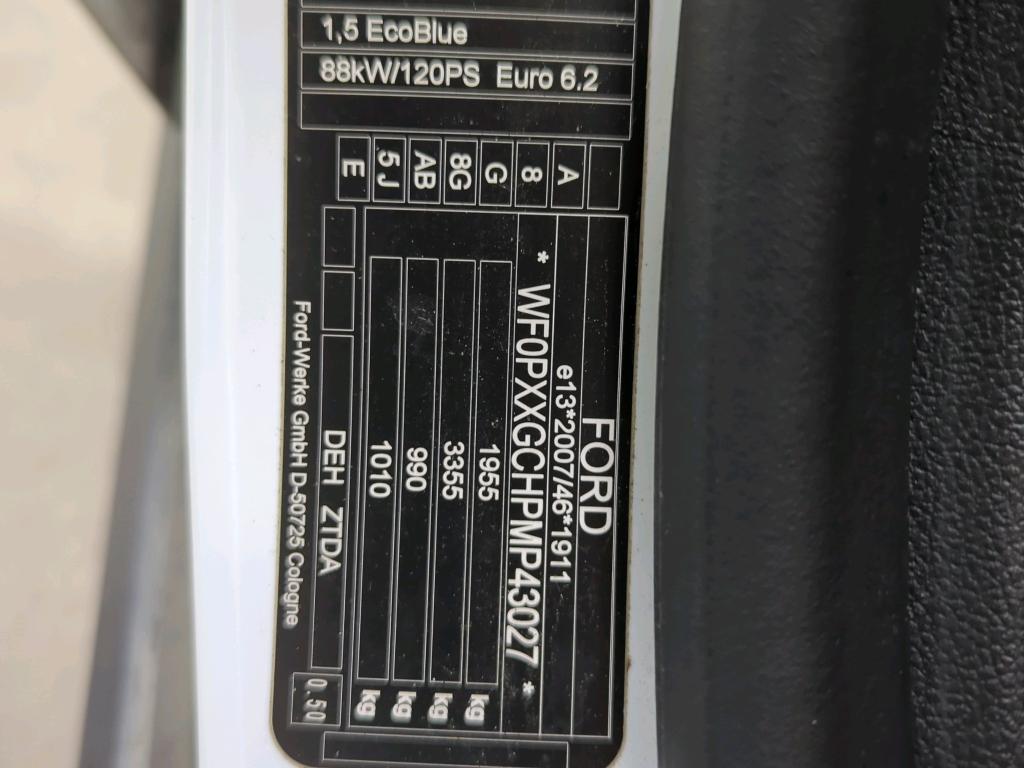 1,5 EcoBlue
88kW/120PS Euro 6.2
FORD
e13*2007/46*1911
* WF0PXXGCHPMP43027 *
1955 kg
3355 kg
990 kg
1010 kg
A
8
G
8G
AB
5J
E
DEH ZTDA
0.50
Ford-Werke GmbH D-50725 Cologne